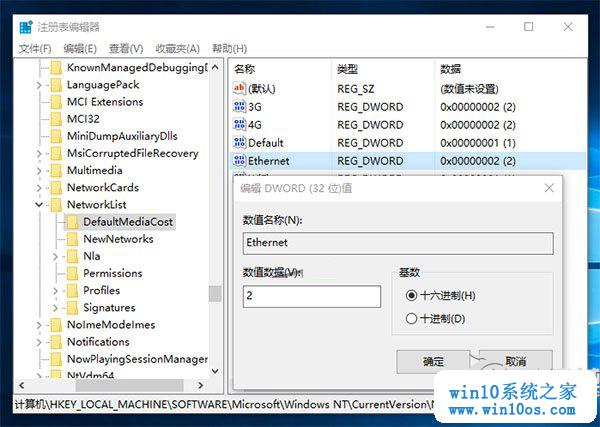 注册表编辑器
文件(F) 编辑(E) 查看(V) 收藏夹(A) 帮助(H)
KnownManagedDebuggingD
LanguagePack
MCI Extensions
MCI32
MiniDumpAuxiliaryDlls
MsiCorruptedFileRecovery
Multimedia
NetworkCards
NetworkList
DefaultMediaCost
NewNetworks
Nla
Permissions
Profiles
Signatures
NoImeModeImes
Notifications
NowPlayingSessionManager
NtVdm64
名称 类型 数据
(默认) REG_SZ (数值未设置)
3G REG_DWORD 0x00000002 (2)
4G REG_DWORD 0x00000002 (2)
Default REG_DWORD 0x00000001 (1)
Ethernet REG_DWORD 0x00000002 (2)
编辑 DWORD (32 位)值
数值名称(N):
Ethernet
数值数据(V):
2
基数
十六进制(H)
十进制(D)
确定 取消
计算机\HKEY_LOCAL_MACHINE\SOFTWARE\Microsoft\Windows NT\CurrentVersion\
win10系统之家
www.win10os.com